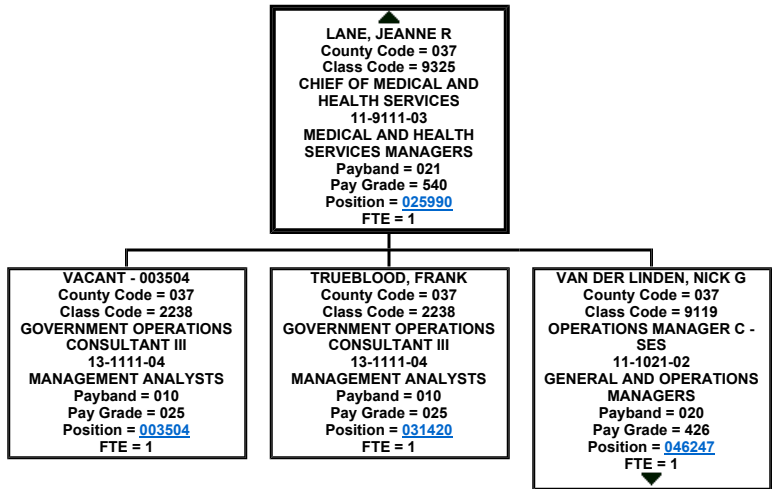 LANE, JEANNE R
County Code = 037
Class Code = 9325
CHIEF OF MEDICAL AND
HEALTH SERVICES
11-9111-03
MEDICAL AND HEALTH
SERVICES MANAGERS
Payband = 021
Pay Grade = 540
Position = 025990
FTE = 1
VACANT - 003504
County Code = 037
Class Code = 2238
GOVERNMENT OPERATIONS
CONSULTANT III
13-1111-04
MANAGEMENT ANALYSTS
Payband = 010
Pay Grade = 025
Position = 003504
FTE = 1
TRUEBLOOD, FRANK
County Code = 037
Class Code = 2238
GOVERNMENT OPERATIONS
CONSULTANT III
13-1111-04
MANAGEMENT ANALYSTS
Payband = 010
Pay Grade = 025
Position = 031420
FTE = 1
VAN DER LINDEN, NICK G
County Code = 037
Class Code = 9119
OPERATIONS MANAGER C -
SES
11-1021-02
GENERAL AND OPERATIONS
MANAGERS
Payband = 020
Pay Grade = 426
Position = 046247
FTE = 1